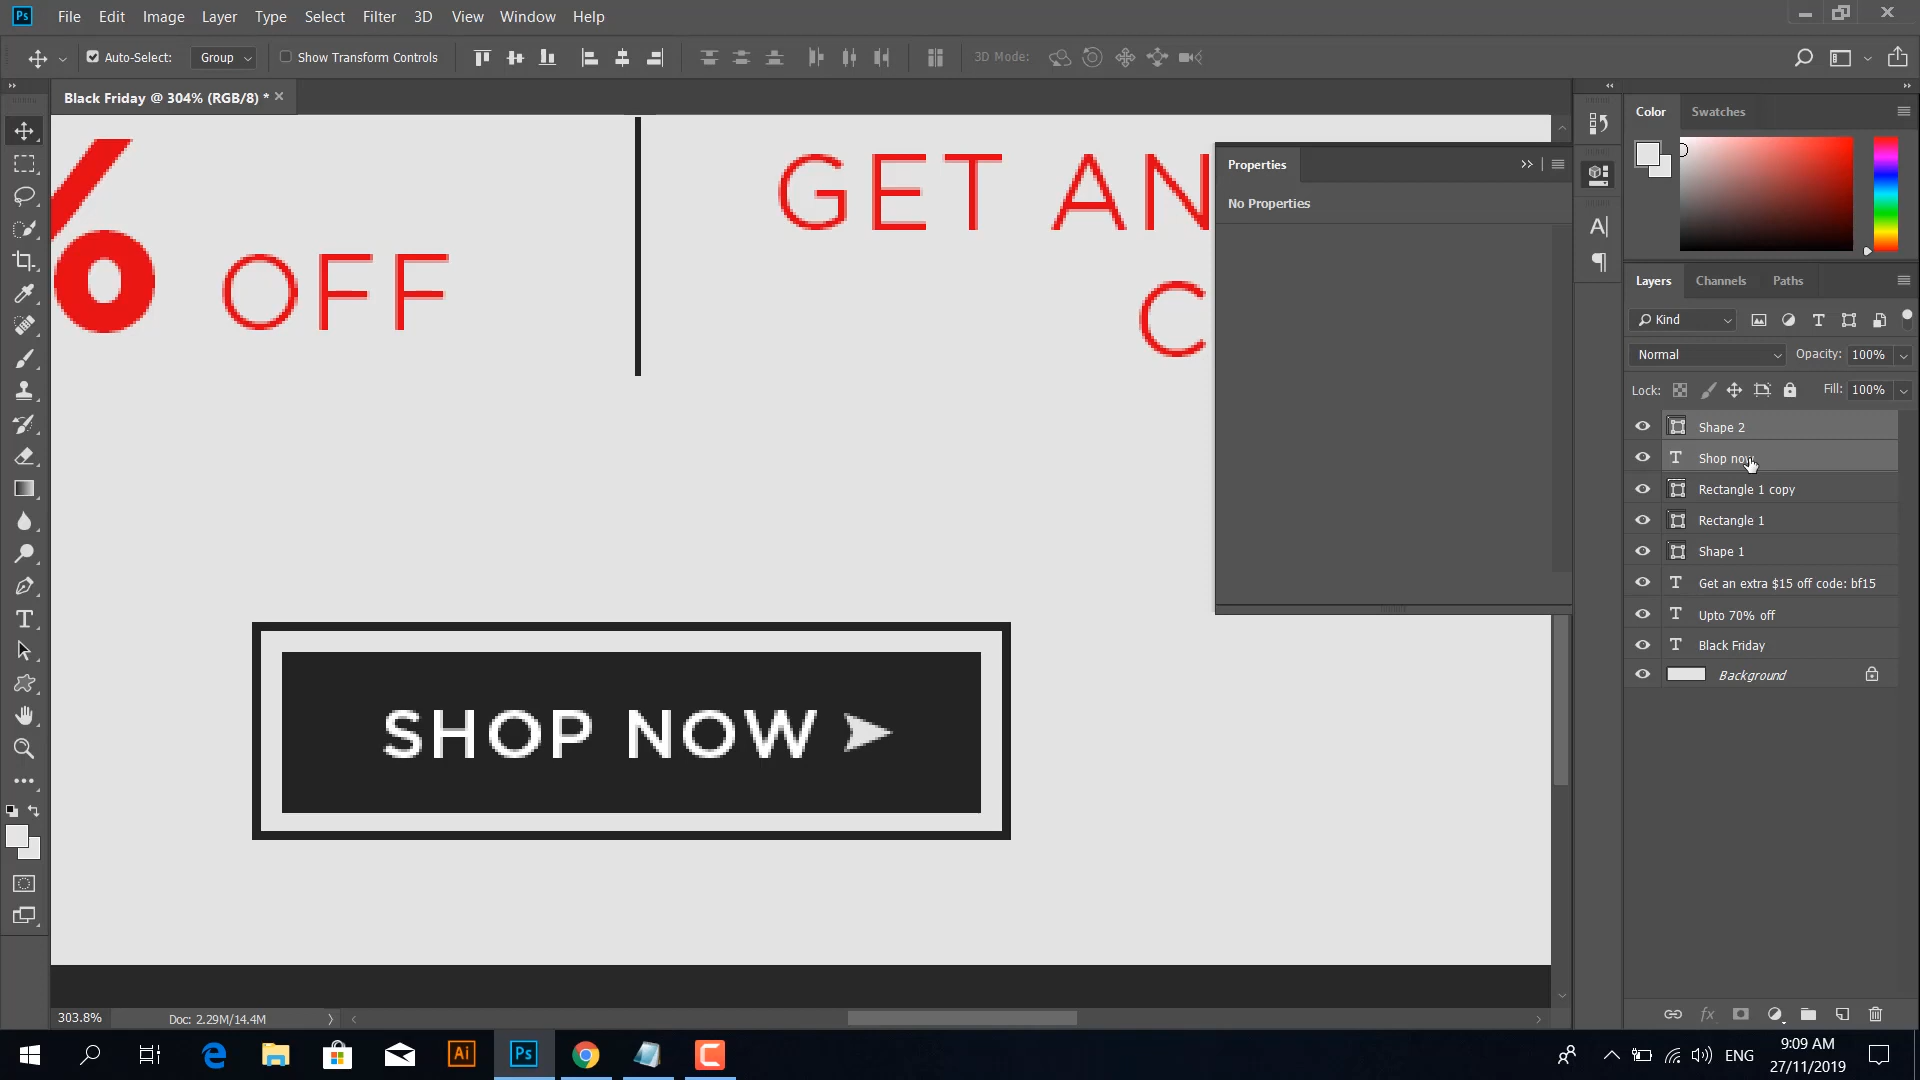 Ps File Edit Image Layer Type Select Filter 3D View Window Help
Auto-Select: Group Show Transform Controls 3D Mode:
Black Friday @ 304% (RGB/8) *
% OFF
GET AN
C
SHOP NOW
Properties
No Properties
Color Swatches
Layers Channels Paths
Kind
Normal Opacity: 100%
Lock: Fill: 100%
Shape 2
Shop now
Rectangle 1 copy
Rectangle 1
Shape 1
Get an extra $15 off code: bf15
Upto 70% off
Black Friday
Background
303.8% Doc: 2.29M/14.4M
Ai Ps ENG 9:09 AM
27/11/2019